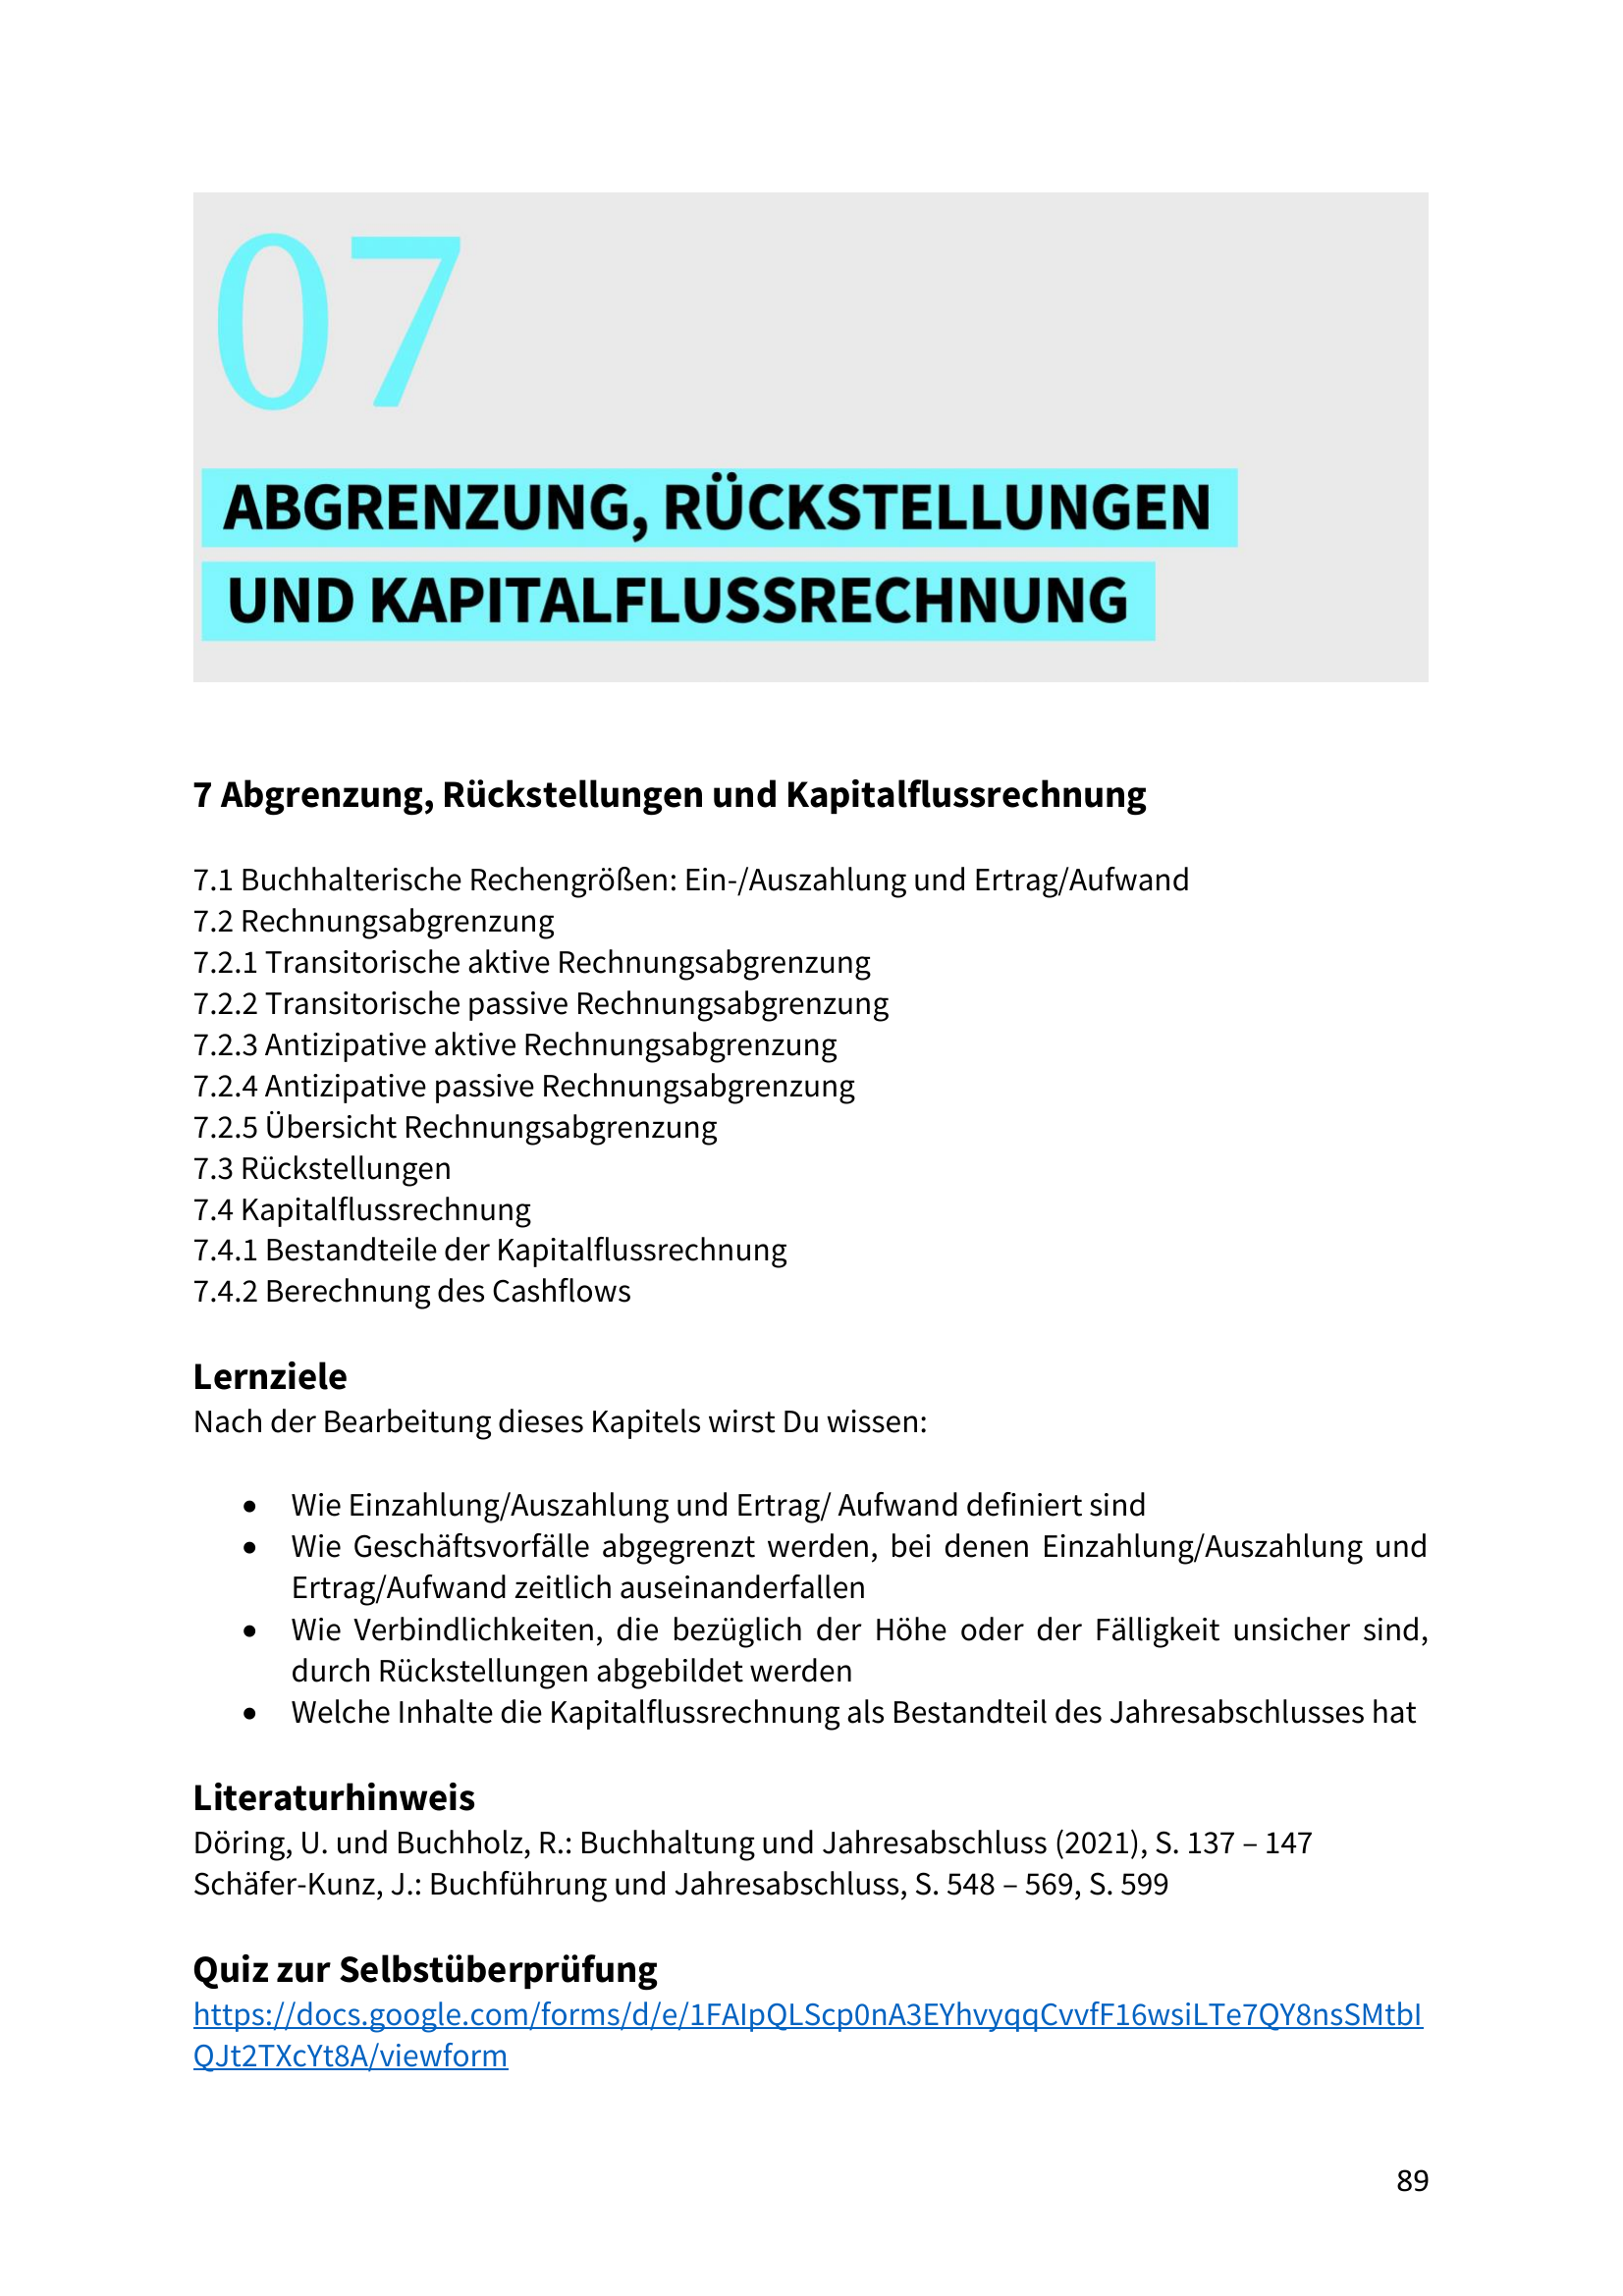 07
ABGRENZUNG, RÜCKSTELLUNGEN
UND KAPITALFLUSSRECHNUNG
7 Abgrenzung, Rückstellungen und Kapitalflussrechnung
7.1 Buchhalterische Rechengrößen: Ein-/Auszahlung und Ertrag/Aufwand
7.2 Rechnungsabgrenzung
7.2.1 Transitorische aktive Rechnungsabgrenzung
7.2.2 Transitorische passive Rechnungsabgrenzung
7.2.3 Antizipative aktive Rechnungsabgrenzung
7.2.4 Antizipative passive Rechnungsabgrenzung
7.2.5 Übersicht Rechnungsabgrenzung
7.3 Rückstellungen
7.4 Kapitalflussrechnung
7.4.1 Bestandteile der Kapitalflussrechnung
7.4.2 Berechnung des Cashflows
Lernziele
Nach der Bearbeitung dieses Kapitels wirst Du wissen:
• Wie Einzahlung/Auszahlung und Ertrag/ Aufwand definiert sind
• Wie Geschäftsvorfälle abgegrenzt werden, bei denen Einzahlung/Auszahlung und
Ertrag/Aufwand zeitlich auseinanderfallen
• Wie Verbindlichkeiten, die bezüglich der Höhe oder der Fälligkeit unsicher sind,
durch Rückstellungen abgebildet werden
• Welche Inhalte die Kapitalflussrechnung als Bestandteil des Jahresabschlusses hat
Literaturhinweis
Döring, U. und Buchholz, R.: Buchhaltung und Jahresabschluss (2021), S. 137 – 147
Schäfer-Kunz, J.: Buchführung und Jahresabschluss, S. 548 – 569, S. 599
Quiz zur Selbstüberprüfung
https://docs.google.com/forms/d/e/1FAIpQLScp0nA3EYhvyqqCvvfF16wsiLTe7QY8nsSMtbI
QJt2TXcYt8A/viewform
89